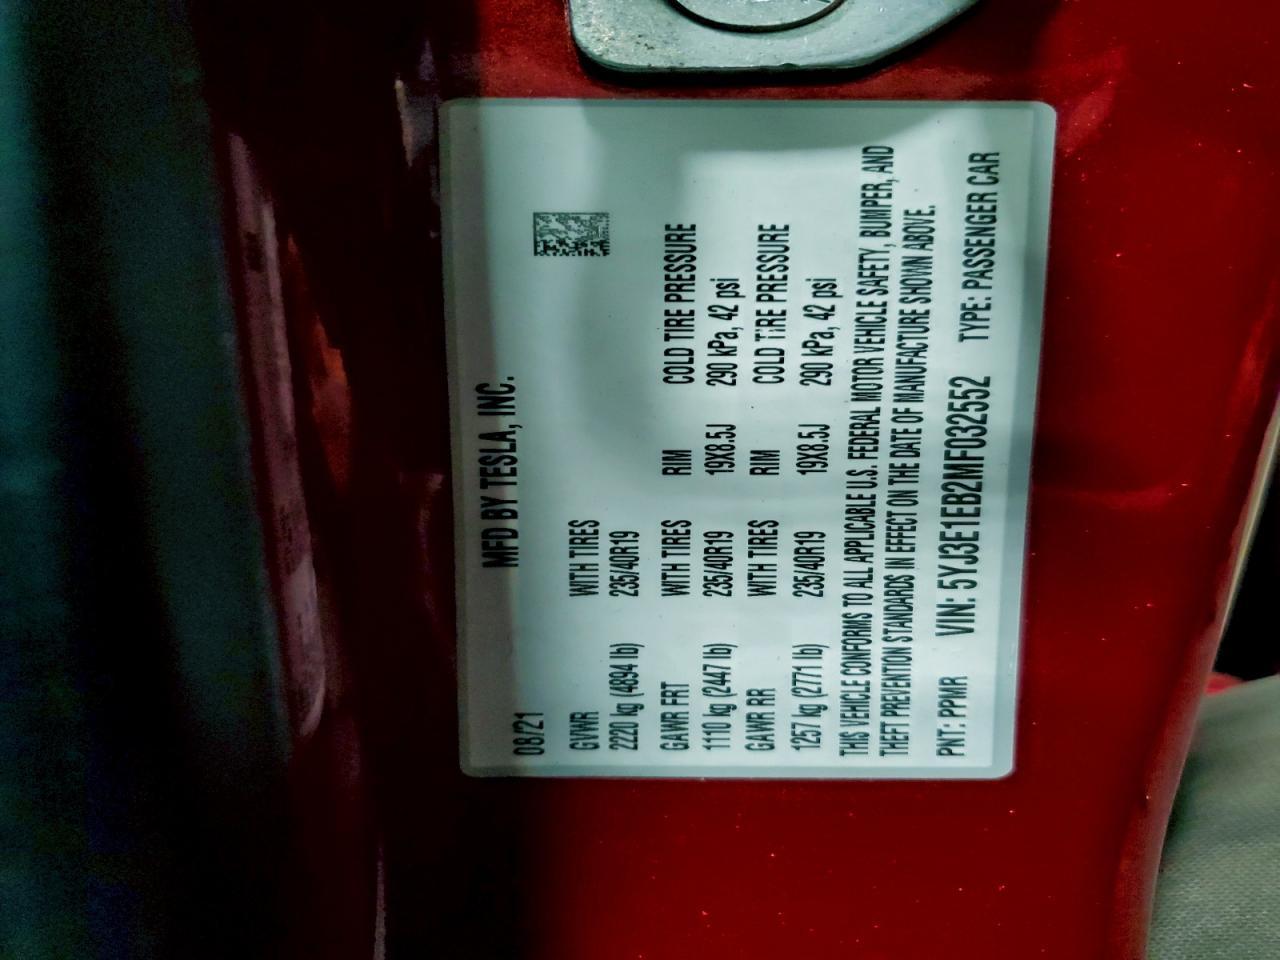 MFD BY TESLA, INC.
08/21
GVWR WITH TIRES
2220 kg (4894 lb) 235/40R19
GAWR FRT WITH TIRES RIM COLD TIRE PRESSURE
1110 kg (2447 lb) 235/40R19 19X8.5J 290 kPa, 42 psi
GAWR RR WITH TIRES RIM COLD TIRE PRESSURE
1257 kg (2771 lb) 235/40R19 19X8.5J 290 kPa, 42 psi
THIS VEHICLE CONFORMS TO ALL APPLICABLE U.S. FEDERAL MOTOR VEHICLE SAFETY, BUMPER, AND
THEFT PREVENTION STANDARDS IN EFFECT ON THE DATE OF MANUFACTURE SHOWN ABOVE.
PNT: PPMR VIN: 5YJ3E1EB2MF032552 TYPE: PASSENGER CAR